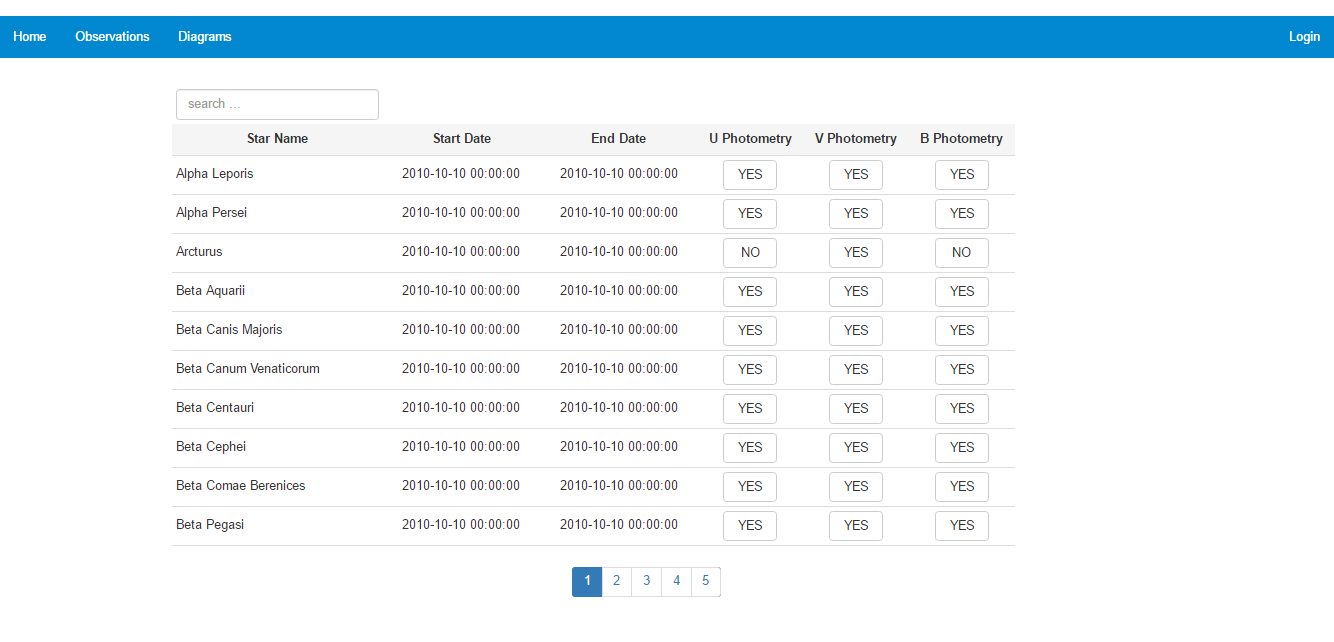 Home Observations Diagrams Login
search ...
Star Name Start Date End Date U Photometry V Photometry B Photometry
Alpha Leporis 2010-10-10 00:00:00 2010-10-10 00:00:00 YES YES YES
Alpha Persei 2010-10-10 00:00:00 2010-10-10 00:00:00 YES YES YES
Arcturus 2010-10-10 00:00:00 2010-10-10 00:00:00 NO YES NO
Beta Aquarii 2010-10-10 00:00:00 2010-10-10 00:00:00 YES YES YES
Beta Canis Majoris 2010-10-10 00:00:00 2010-10-10 00:00:00 YES YES YES
Beta Canum Venaticorum 2010-10-10 00:00:00 2010-10-10 00:00:00 YES YES YES
Beta Centauri 2010-10-10 00:00:00 2010-10-10 00:00:00 YES YES YES
Beta Cephei 2010-10-10 00:00:00 2010-10-10 00:00:00 YES YES YES
Beta Comae Berenices 2010-10-10 00:00:00 2010-10-10 00:00:00 YES YES YES
Beta Pegasi 2010-10-10 00:00:00 2010-10-10 00:00:00 YES YES YES
1 2 3 4 5